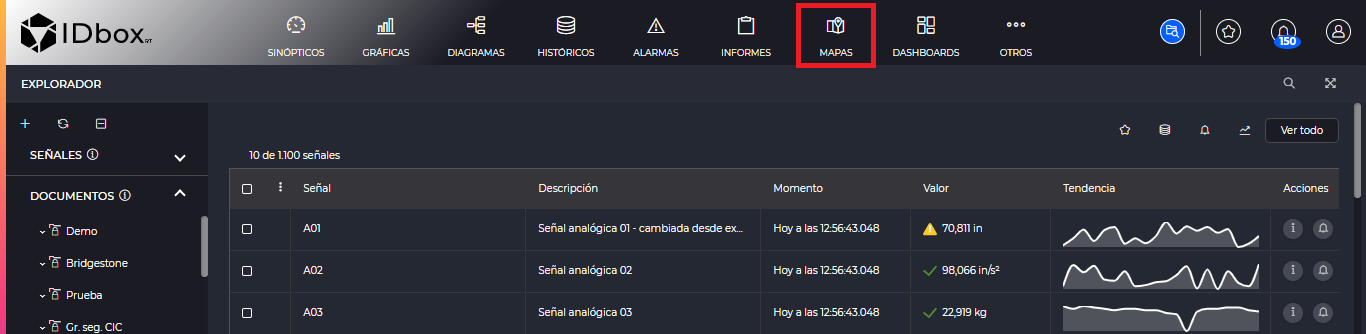 IDbox RT
SINÓPTICOS
GRÁFICAS
DIAGRAMAS
HISTÓRICOS
ALARMAS
INFORMES
MAPAS
DASHBOARDS
OTROS
150
EXPLORADOR
Ver todo
SEÑALES
10 de 1.100 señales
DOCUMENTOS
Señal Descripción Momento Valor Tendencia Acciones
Demo
A01 Señal analógica 01 - cambiada desde ex... Hoy a las 12:56:43.048 70,811 in
Bridgestone
A02 Señal analógica 02 Hoy a las 12:56:43.048 98,066 in/s²
Prueba
A03 Señal analógica 03 Hoy a las 12:56:43.048 22,919 kg
Gr. seg. CIC